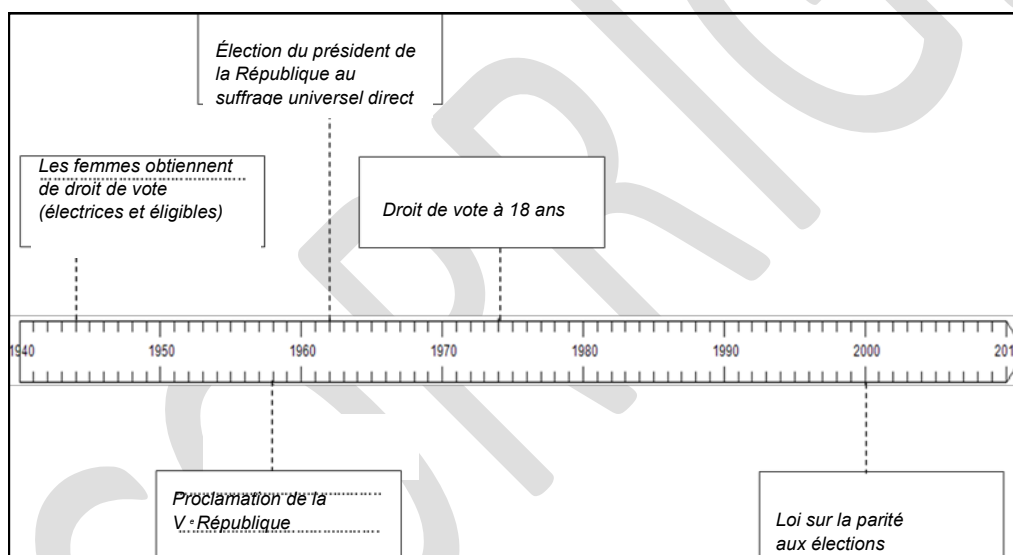 Élection du président de
la République au
suffrage universel direct
Les femmes obtiennent
de droit de vote
(électrices et éligibles)
Droit de vote à 18 ans
1940 1950 1960 1970 1980 1990 2000 201
Proclamation de la
Ve République
Loi sur la parité
aux élections